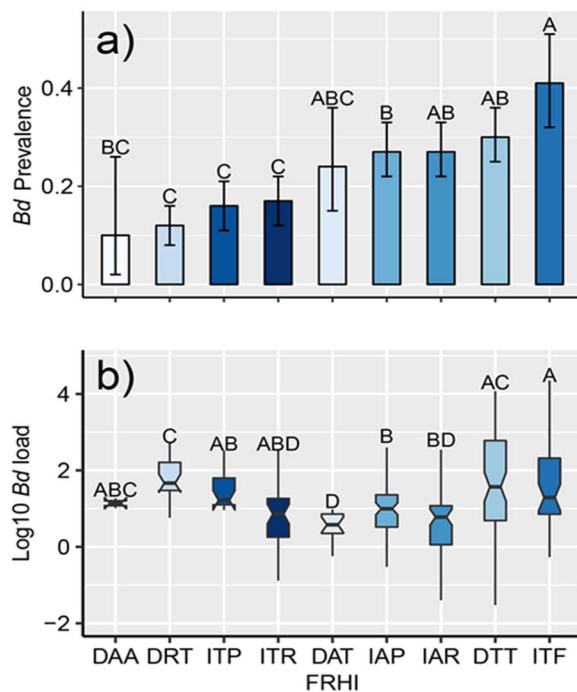 a)
A
ABC
B
AB
AB
BC
C
C
C
0.4
0.2
0.0
Bd Prevalence
b)
AC
A
C
AB
ABD
B
BD
ABC
D
4
2
0
−2
Log10 Bd load
DAA DRT ITP ITR DAT IAP IAR DTT ITF
FRHI